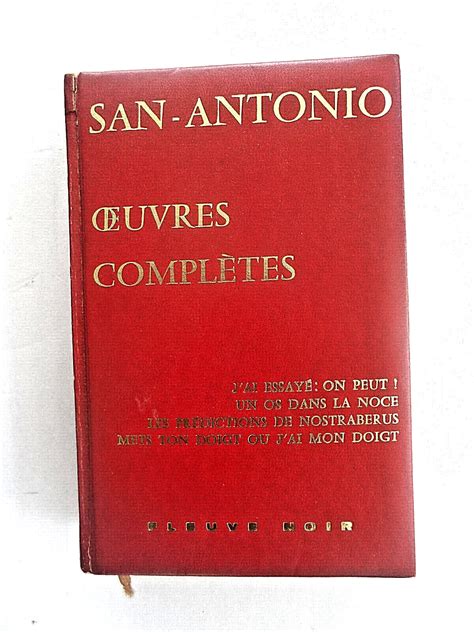 SAN-ANTONIO
ŒUVRES
COMPLÈTES
J'AI ESSAYÉ: ON PEUT !
UN OS DANS LA NOCE
LES PRÉDICTIONS DE NOSTRABERUS
METS TON DOIGT OU J'AI MON DOIGT
FLEUVE NOIR